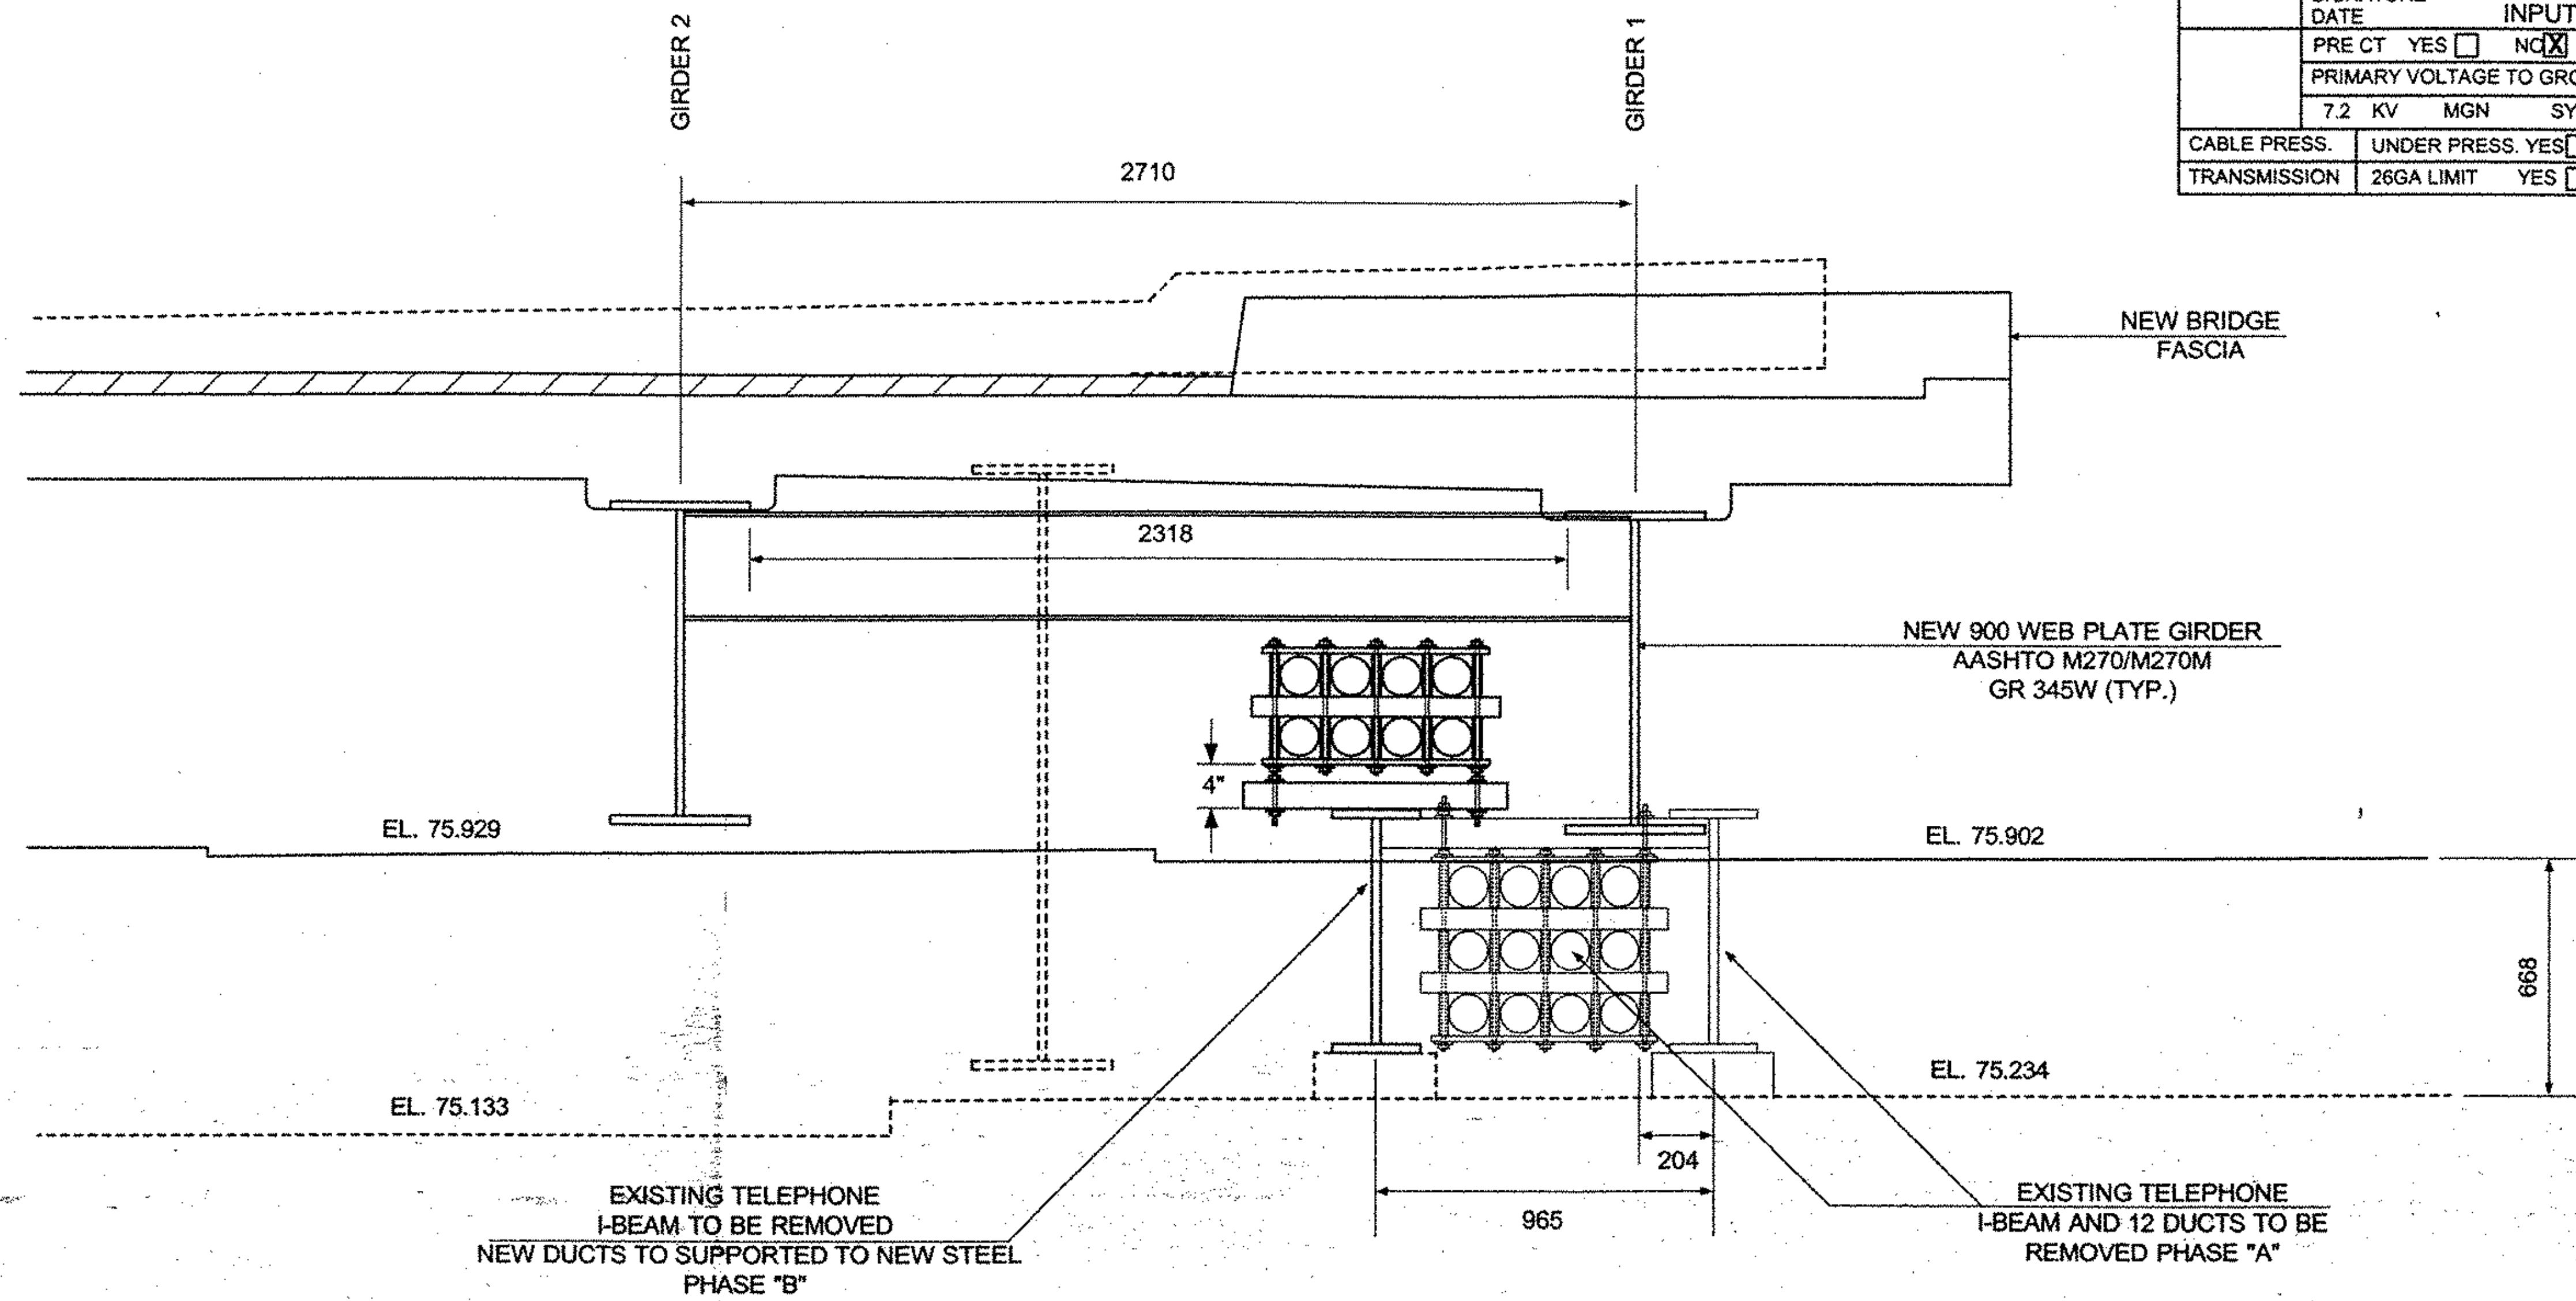 GIRDER 2
GIRDER 1
DATE INPUT
PRE CT YES NO X
PRIMARY VOLTAGE TO
7.2 KV MGN
CABLE PRESS. UNDER PRESS. YES
TRANSMISSION 26GA LIMIT YES
2710
NEW BRIDGE
FASCIA
2318
NEW 900 WEB PLATE GIRDER
AASHTO M270/M270M
GR 345W (TYP.)
4"
EL. 75.929
EL. 75.902
668
EL. 75.133
EL. 75.234
204
965
EXISTING TELEPHONE
I-BEAM TO BE REMOVED
NEW DUCTS TO SUPPORTED TO NEW STEEL
PHASE "B"
EXISTING TELEPHONE
I-BEAM AND 12 DUCTS TO BE
REMOVED PHASE "A"